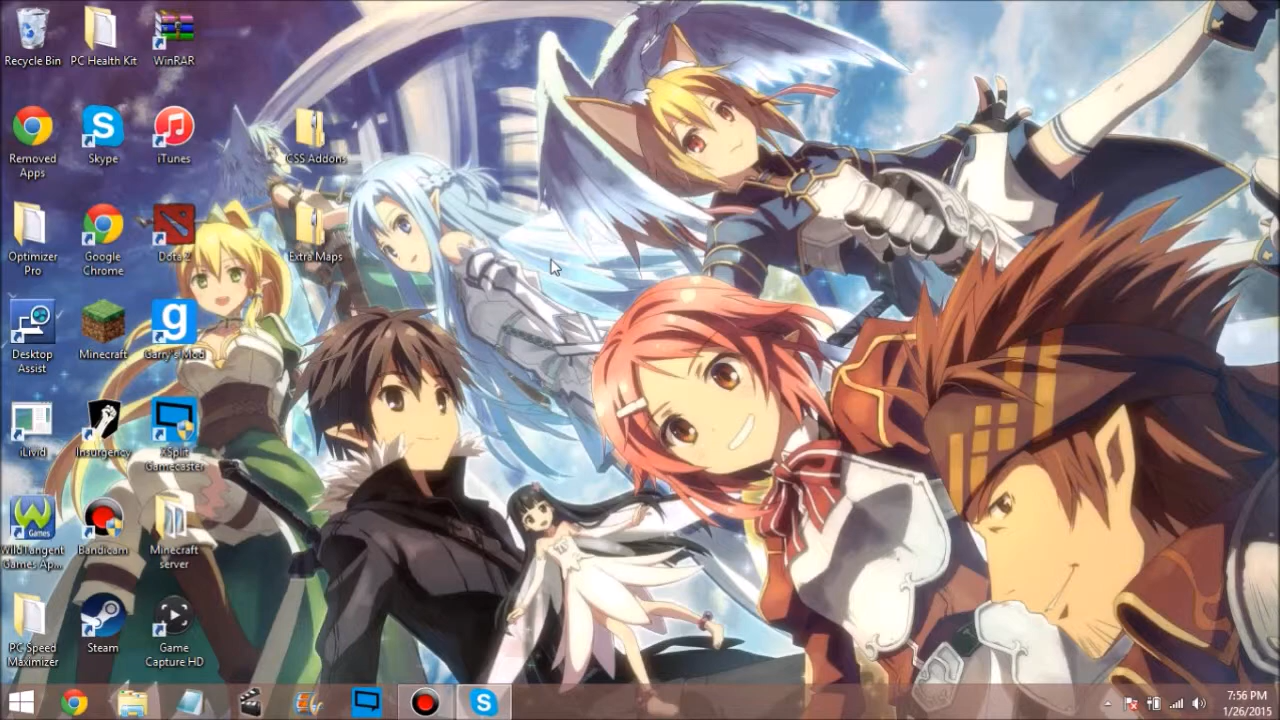 Recycle Bin
PC Health Kit
WinRAR
Removed
Apps
Skype
iTunes
CSS Addons
Optimizer
Pro
Google
Chrome
Dota 2
Extra Maps
Desktop
Assist
Minecraft
g
Garry's Mod
iLivid
Insurgency
XSplit
Gamecaster
Games
WildTangent
Games Ap...
Bandicam
Minecraft
server
PC Speed
Maximizer
Steam
Game
Capture HD
7:56 PM
1/26/2015